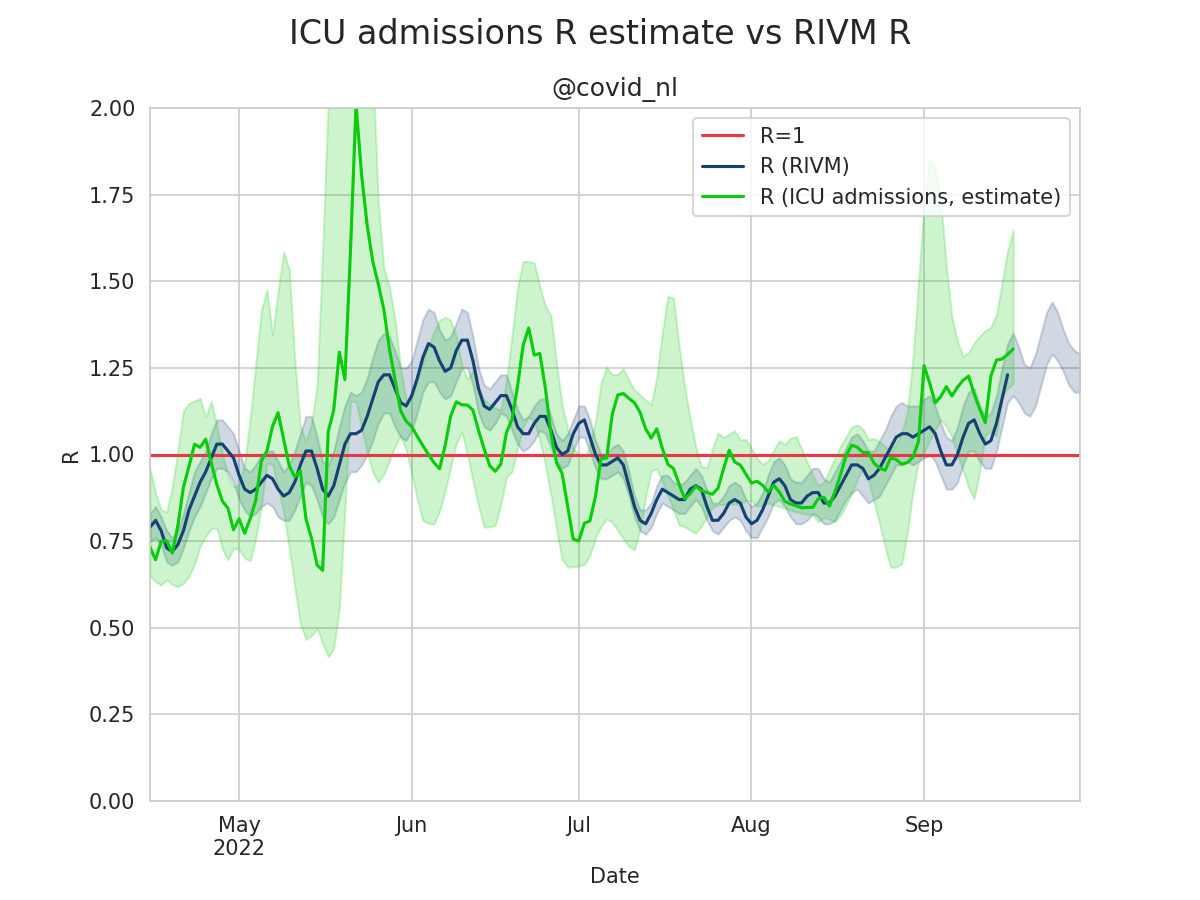 ICU admissions R estimate vs RIVM R
@covid_nl
2.00
1.75
1.50
1.25
1.00
0.75
0.50
0.25
0.00
R
R=1
R (RIVM)
R (ICU admissions, estimate)
May
2022
Jun
Jul
Aug
Sep
Date